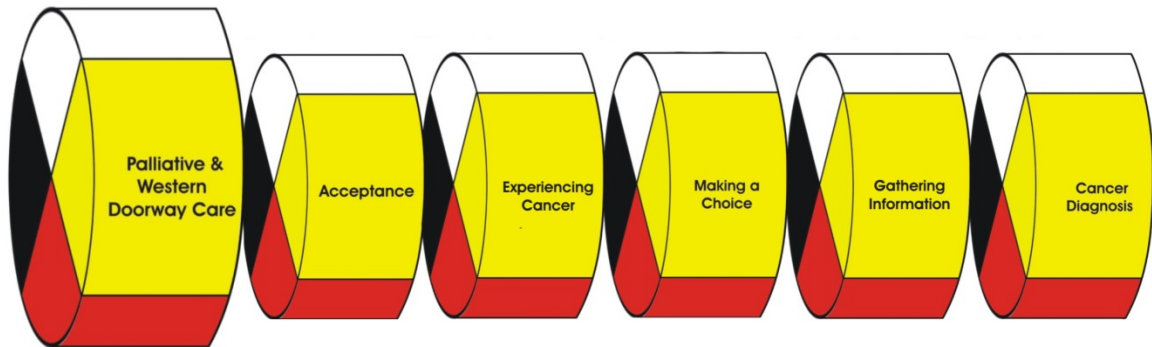 Palliative &
Western
Doorway Care
Acceptance
Experiencing
Cancer
Making a
Choice
Gathering
Information
Cancer
Diagnosis